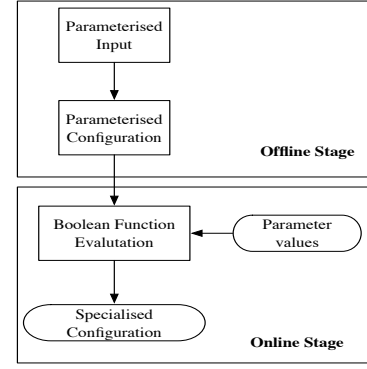 Parameterised
Input
Parameterised
Configuration
Offline Stage
Boolean Function
Evalutation
Parameter
values
Specialised
Configuration
Online Stage